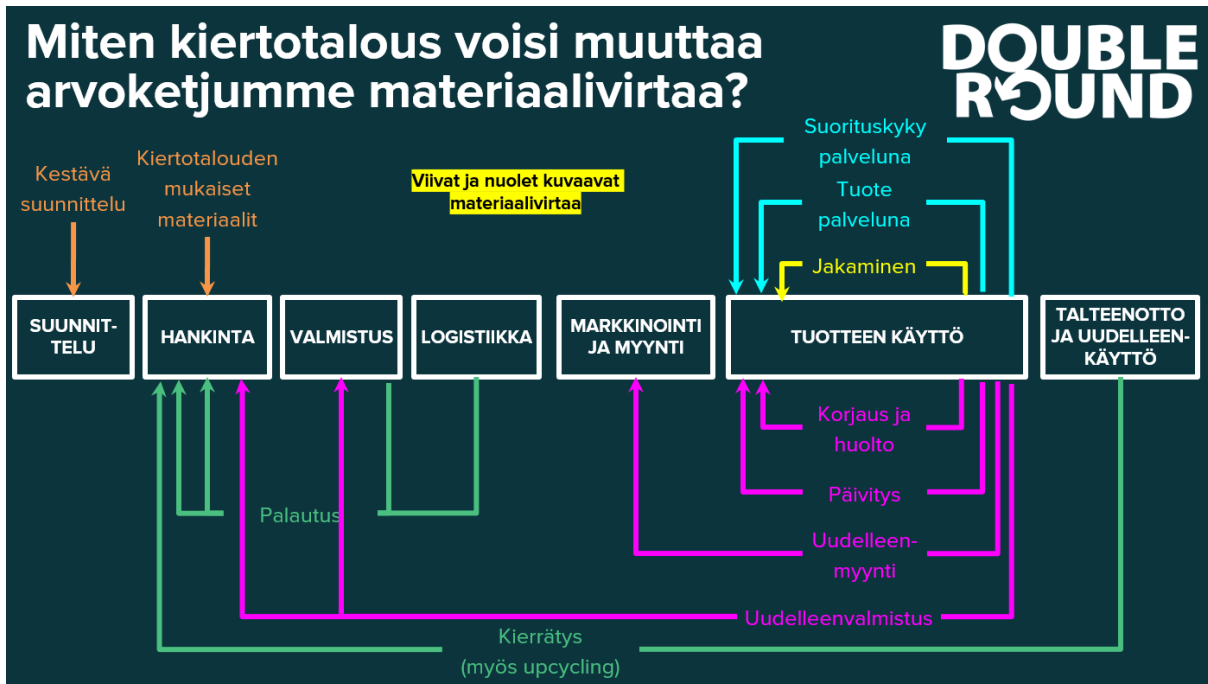 Miten kiertotalous voisi muuttaa
arvoketjumme materiaalivirtaa?
DOUBLE
ROUND
Kestävä
suunnittelu
Kiertotalouden
mukaiset
materiaalit
Viivat ja nuolet kuvaavat
materiaalivirtaa
Suorituskyky
palveluna
Tuote
palveluna
Jakaminen
SUUNNIT-
TELU
HANKINTA
VALMISTUS
LOGISTIIKKA
MARKKINOINTI
JA MYYNTI
TUOTTEEN KÄYTTÖ
TALTEENOTTO
JA UUDELLEEN-
KÄYTTÖ
Korjaus ja
huolto
Päivitys
Palautus
Uudelleen-
myynti
Uudelleenvalmistus
Kierrätys
(myös upcycling)